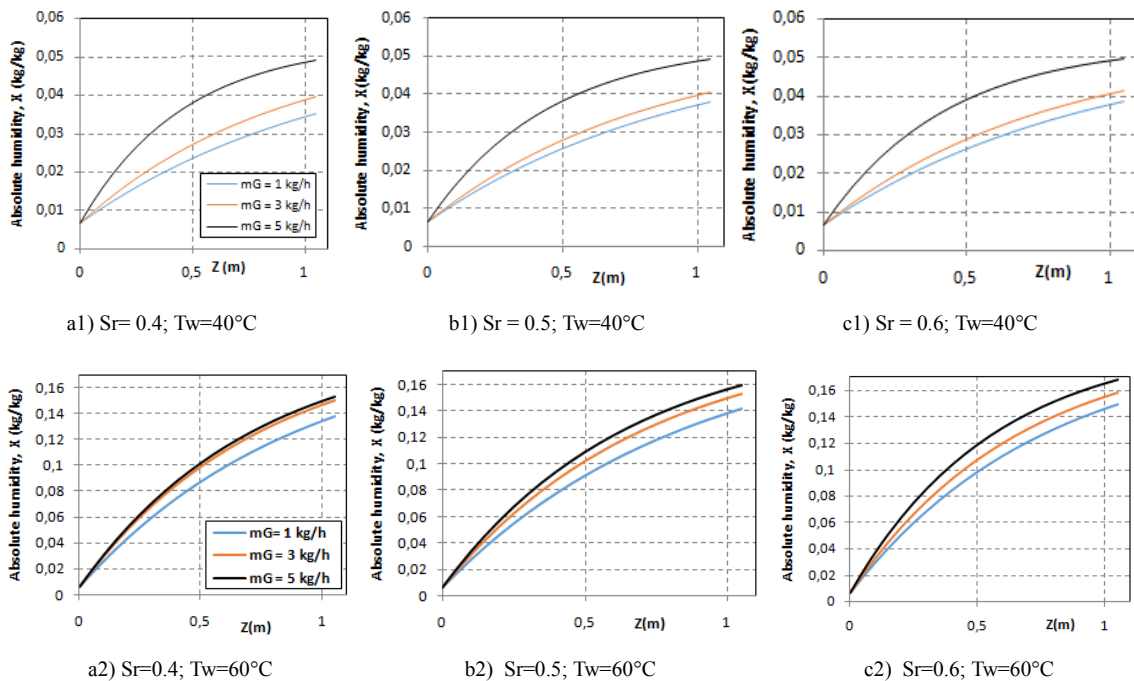 Absolute humidity, X (kg/kg)
0,06
0,05
0,04
0,03
0,02
0,01
0
mG = 1 kg/h
mG = 3 kg/h
mG = 5 kg/h
0
0,5
1
Z (m)
a1) Sr= 0.4; Tw=40°C
Absolute humidity, X(kg/kg)
0,06
0,05
0,04
0,03
0,02
0,01
0
0
0,5
1
Z(m)
b1) Sr = 0.5; Tw=40°C
Absolute humidity, X (kg/kg)
0,06
0,05
0,04
0,03
0,02
0,01
0
0
0,5
1
Z(m)
c1) Sr = 0.6; Tw=40°C
Absolute humidity, X (kg/kg)
0,16
0,14
0,12
0,1
0,08
0,06
0,04
0,02
0
mG= 1 kg/h
mG = 3 kg/h
mG = 5 kg/h
0
0,5
1
Z(m)
a2) Sr=0.4; Tw=60°C
Absolute humidity, X (kg/kg)
0,16
0,14
0,12
0,1
0,08
0,06
0,04
0,02
0
0
0,5
1
Z(m)
b2) Sr=0.5; Tw=60°C
Absolute humidity, X (kg/kg)
0,16
0,14
0,12
0,1
0,08
0,06
0,04
0,02
0
0
0,5
1
Z(m)
c2) Sr=0.6; Tw=60°C